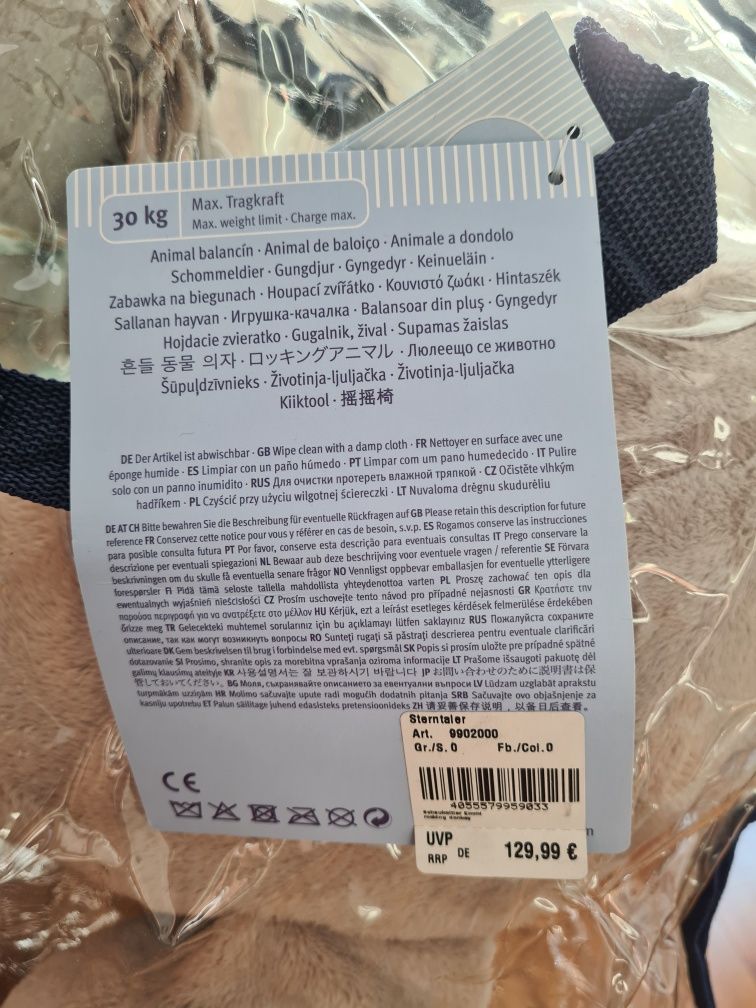 30 kg
Max. Tragkraft
Max. weight limit · Charge max.
Animal balancín · Animal de baloiço · Animale a dondolo
Schommeldier · Gungdjur · Gyngedyr · Keinueläin ·
Zabawka na biegunach · Houpací zvířátko · Κουνιστό ζωάκι · Hintaszék
Sallanan hayvan · Игрушка-качалка · Balansoar din pluş · Gyngedyr
Hojdacie zvieratko · Gugalnik, žival · Supamas žaislas
흔들 동물 의자 · ロッキングアニマル · Люлеещо се животно
Šūpuļdzīvnieks · Životinja-ljuljačka · Životinja-ljuljačka
Kiiktool · 摇摇椅
DE Der Artikel ist abwischbar · GB Wipe clean with a damp cloth · FR Nettoyer en surface avec une
éponge humide · ES Limpiar con un paño húmedo · PT Limpar com um pano humedecido · IT Pulire
solo con un panno inumidito · RUS Для очистки протереть влажной тряпкой · CZ Očistěte vlhkým
hadříkem · PL Czyścić przy użyciu wilgotnej ściereczki · LT Nuvaloma drėgnu skudurėliu
DE AT CH Bitte bewahren Sie die Beschreibung für eventuelle Rückfragen auf GB Please retain this description for future
reference FR Conservez cette notice pour vous y référer en cas de besoin, s.v.p. ES Rogamos conserve las instrucciones
para posible consulta futura PT Por favor, conserve esta descrição para eventuais consultas IT Prego conservare la
descrizione per eventuali spiegazioni NL Bewaar aub deze beschrijving voor eventuele vragen / referentie SE Förvara
beskrivningen om du skulle få eventuella senare frågor NO Vennligst oppbevar emballasjen for eventuelle ytterligere
forespørsler FI Pidä tämä seloste tallella mahdollista yhteydenottoa varten PL Proszę zachować ten opis dla
ewentualnych wyjaśnień nieścisłości CZ Prosím uschovejte tento návod pro případné nejasnosti GR Κρατήστε την
παρούσα περιγραφή για να ανατρέξετε στο μέλλον HU Kérjük, ezt a leírást esetleges kérdések felmerülése érdekében
őrizze meg TR Gelecekteki muhtemel sorularınız için bu açıklamayı lütfen saklayınız RUS Пожалуйста сохраните
описание, так как могут возникнуть вопросы RO Sunteţi rugaţi să păstraţi descrierea pentru eventuale clarificări
ulterioare DK Gem beskrivelsen til brug i forbindelse med evt. spørgsmål SK Popis si prosím uložte pre prípadné spätné
dotazovanie SI Prosimo, shranite opis za morebitna vprašanja oziroma informacije LT Prašome išsaugoti pakuotę dėl
galimų klausimų ateityje KR 사용설명서는 잘 보관하시기 바랍니다 JP お問い合わせのために説明書は保
管しておいてください。 BG Моля, съхранявайте описанието за евентуални въпроси LV Lūdzam uzglabāt aprakstu
turpmākām uzziņām HR Molimo sačuvajte upute radi mogućih dodatnih pitanja SRB Sačuvajte ovo objašnjenje za
kasniju upotrebu ET Palun säilitage juhend edasisteks pretensioonideks ZH 请妥善保存说明，以备日后查看。
CE
Sterntaler
Art. 9902000
Gr./S. 0 Fb./Col. 0
4055579959033
Schaukeltier Emmi
rocking donkey
UVP
RRP DE 129,99 €